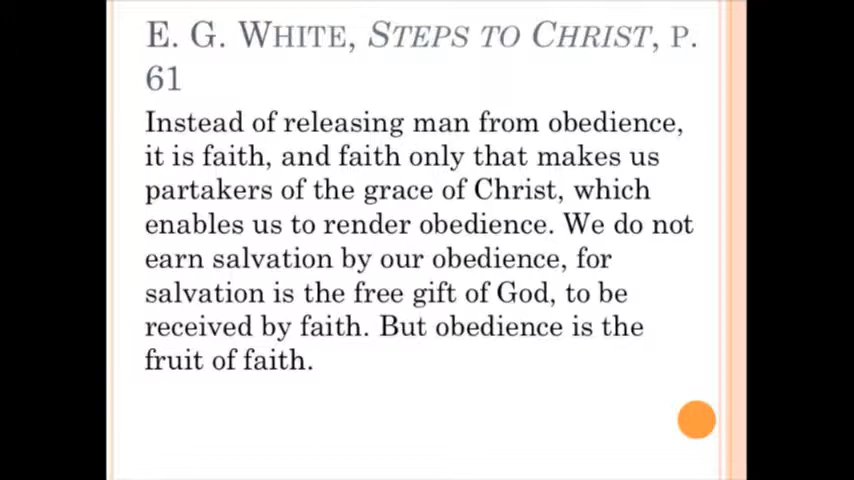 E. G. WHITE, STEPS TO CHRIST, P.
61
Instead of releasing man from obedience,
it is faith, and faith only that makes us
partakers of the grace of Christ, which
enables us to render obedience. We do not
earn salvation by our obedience, for
salvation is the free gift of God, to be
received by faith. But obedience is the
fruit of faith.